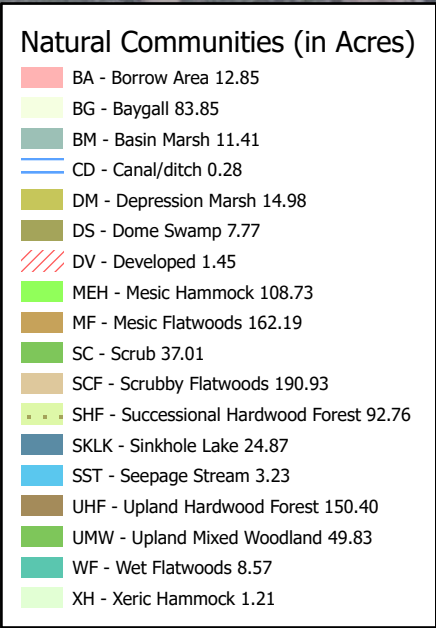 Natural Communities (in Acres)
BA - Borrow Area 12.85
BG - Baygall 83.85
BM - Basin Marsh 11.41
CD - Canal/ditch 0.28
DM - Depression Marsh 14.98
DS - Dome Swamp 7.77
DV - Developed 1.45
MEH - Mesic Hammock 108.73
MF - Mesic Flatwoods 162.19
SC - Scrub 37.01
SCF - Scrubby Flatwoods 190.93
SHF - Successional Hardwood Forest 92.76
SKLK - Sinkhole Lake 24.87
SST - Seepage Stream 3.23
UHF - Upland Hardwood Forest 150.40
UMW - Upland Mixed Woodland 49.83
WF - Wet Flatwoods 8.57
XH - Xeric Hammock 1.21